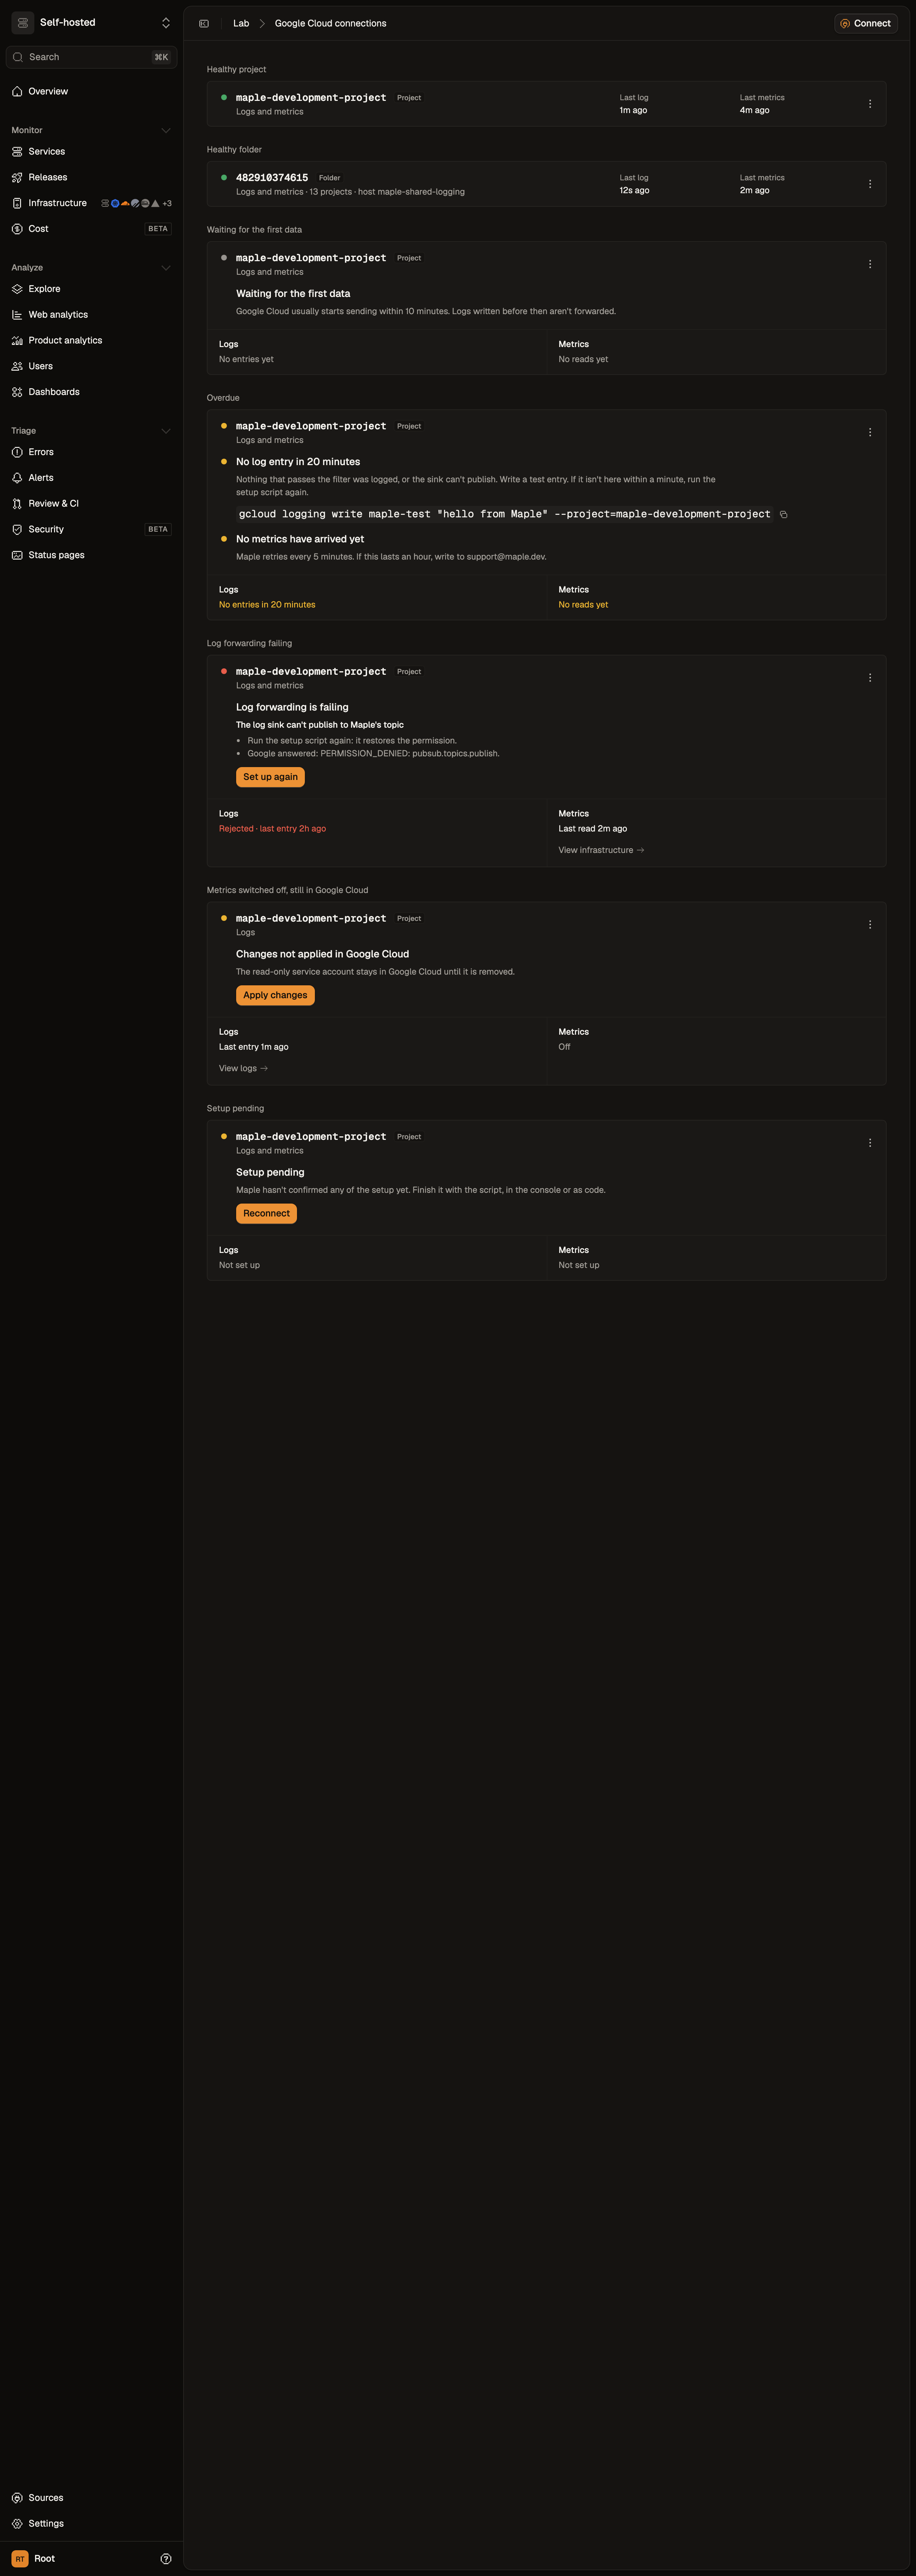 Self-hosted
Search ⌘K
Overview
Monitor
Services
Releases
Infrastructure +3
Cost BETA
Analyze
Explore
Web analytics
Product analytics
Users
Dashboards
Triage
Errors
Alerts
Review & CI
Security BETA
Status pages
Sources
Settings
RT Root
Lab Google Cloud connections
Connect
Healthy project
maple-development-project Project
Logs and metrics
Last log
1m ago
Last metrics
4m ago
Healthy folder
482910374615 Folder
Logs and metrics · 13 projects · host maple-shared-logging
Last log
12s ago
Last metrics
2m ago
Waiting for the first data
maple-development-project Project
Logs and metrics
Waiting for the first data
Google Cloud usually starts sending within 10 minutes. Logs written before then aren't forwarded.
Logs
No entries yet
Metrics
No reads yet
Overdue
maple-development-project Project
Logs and metrics
No log entry in 20 minutes
Nothing that passes the filter was logged, or the sink can't publish. Write a test entry. If it isn't here within a minute, run the
setup script again.
gcloud logging write maple-test "hello from Maple" --project=maple-development-project
No metrics have arrived yet
Maple retries every 5 minutes. If this lasts an hour, write to support@maple.dev.
Logs
No entries in 20 minutes
Metrics
No reads yet
Log forwarding failing
maple-development-project Project
Logs and metrics
Log forwarding is failing
The log sink can't publish to Maple's topic
• Run the setup script again: it restores the permission.
• Google answered: PERMISSION_DENIED: pubsub.topics.publish.
Set up again
Logs
Rejected · last entry 2h ago
Metrics
Last read 2m ago
View infrastructure →
Metrics switched off, still in Google Cloud
maple-development-project Project
Logs
Changes not applied in Google Cloud
The read-only service account stays in Google Cloud until it is removed.
Apply changes
Logs
Last entry 1m ago
View logs →
Metrics
Off
Setup pending
maple-development-project Project
Logs and metrics
Setup pending
Maple hasn't confirmed any of the setup yet. Finish it with the script, in the console or as code.
Reconnect
Logs
Not set up
Metrics
Not set up